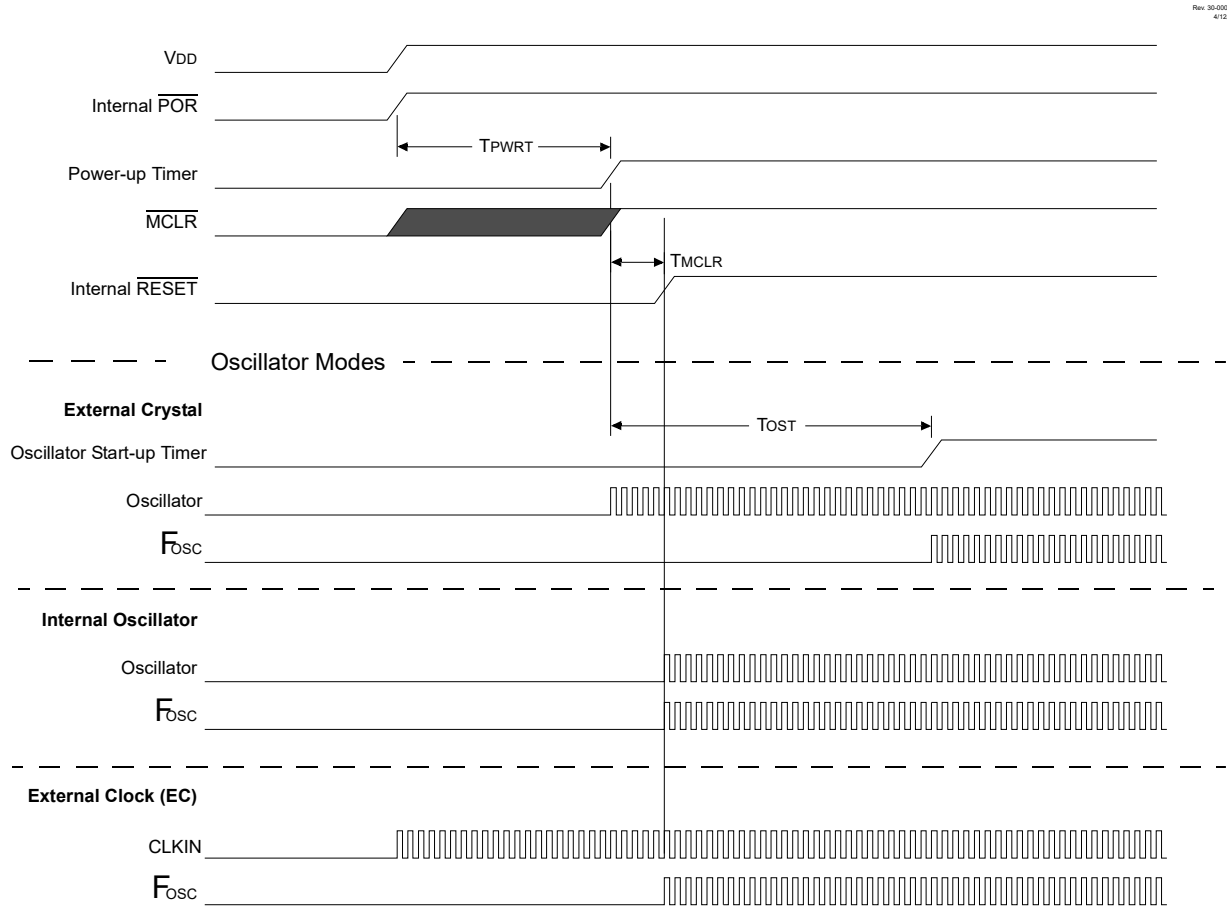 Rev. 30-000
4/12
VDD
Internal POR
TPWRT
Power-up Timer
MCLR
TMCLR
Internal RESET
Oscillator Modes
External Crystal
TOST
Oscillator Start-up Timer
Oscillator
FOSC
Internal Oscillator
Oscillator
FOSC
External Clock (EC)
CLKIN
FOSC